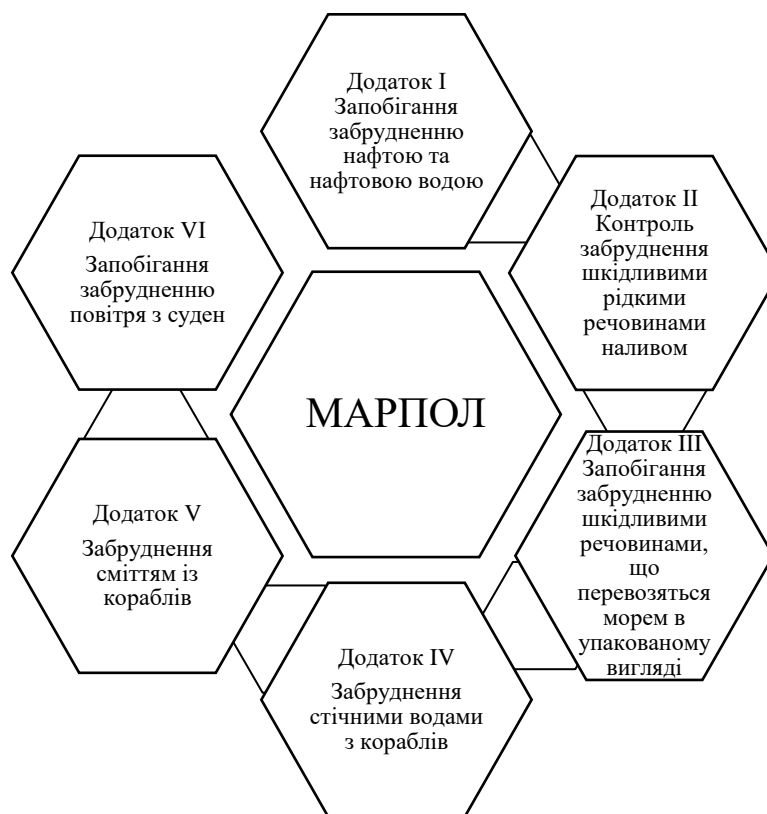 Додаток I
Запобігання
забрудненню
нафтою та
нафтовою водою
Додаток II
Контроль
забруднення
шкідливими
рідкими
речовинами
наливом
Додаток III
Запобігання
забрудненню
шкідливими
речовинами,
що
перевозяться
морем в
упакованому
вигляді
Додаток IV
Забруднення
стічними водами
з кораблів
Додаток V
Забруднення
сміттям із
кораблів
Додаток VI
Запобігання
забрудненню
повітря з суден
МАРПОЛ